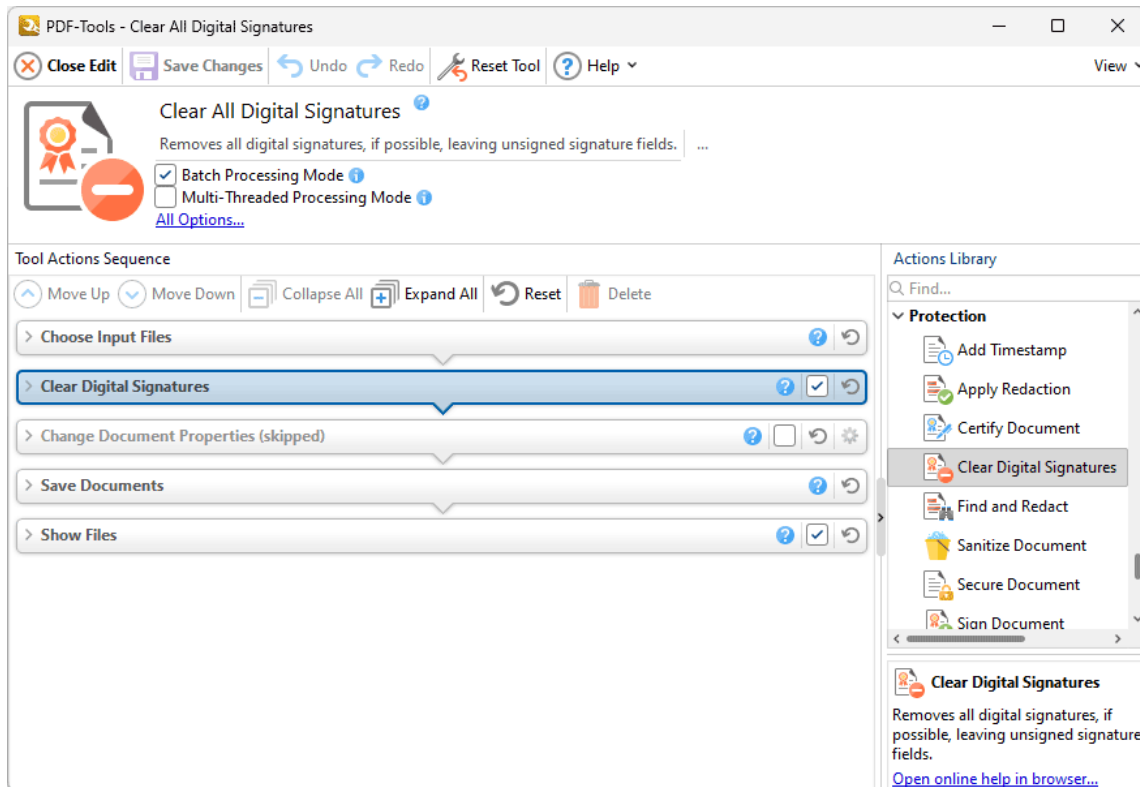 PDF-Tools - Clear All Digital Signatures
Close Edit Save Changes Undo Redo Reset Tool Help View
Clear All Digital Signatures
Removes all digital signatures, if possible, leaving unsigned signature fields. ...
Batch Processing Mode
Multi-Threaded Processing Mode
All Options...
Tool Actions Sequence
Move Up Move Down Collapse All Expand All Reset Delete
Choose Input Files
Clear Digital Signatures
Change Document Properties (skipped)
Save Documents
Show Files
Actions Library
Find...
Protection
Add Timestamp
Apply Redaction
Certify Document
Clear Digital Signatures
Find and Redact
Sanitize Document
Secure Document
Sign Document
Clear Digital Signatures
Removes all digital signatures, if
possible, leaving unsigned signature
fields.
Open online help in browser...